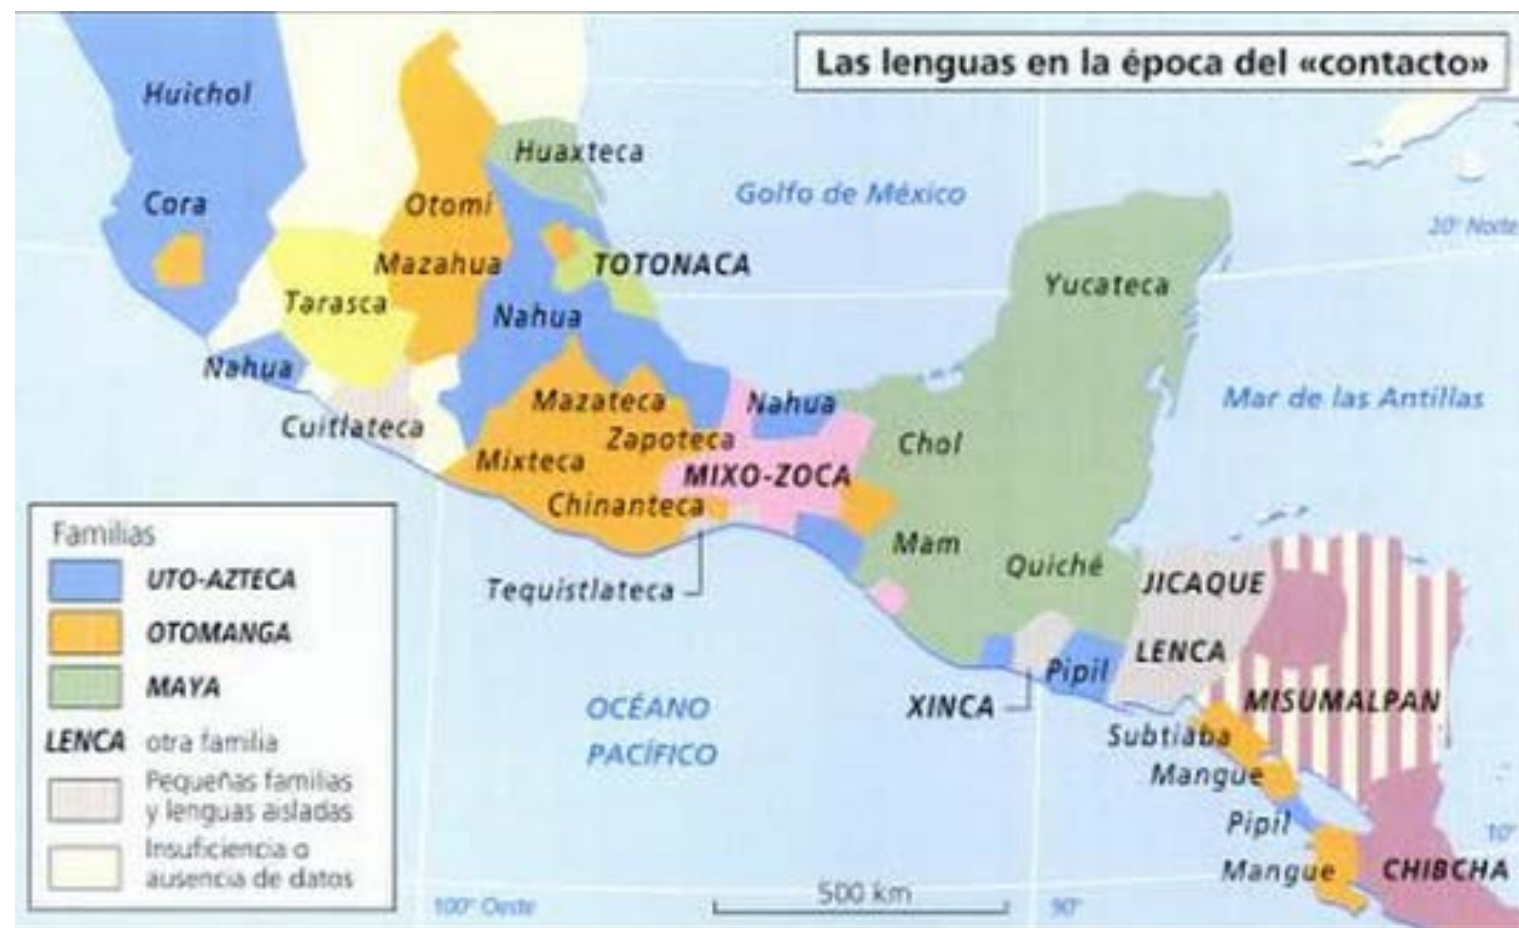 Las lenguas en la época del «contacto»
Huichol
Huaxteca
Golfo de México
Cora
Otomí
20° Norte
Mazahua
TOTONACA
Yucateca
Tarasca
Nahua
Nahua
Mar de las Antillas
Mazateca
Nahua
Cuitlateca
Zapoteca
Chol
Mixteca
MIXO-ZOCA
Chinanteca
Mam
Quiché
Tequistlateca
JICAQUE
LENCA
Pipil
XINCA
MISUMALPAN
OCÉANO
PACÍFICO
Subtiaba
Mangue
Pipil
Mangue
CHIBCHA
10°
500 km
100° Oeste
90°
Familias
UTO-AZTECA
OTOMANGA
MAYA
LENCA otra familia
Pequeñas familias
y lenguas aisladas
Insuficiencia o
ausencia de datos